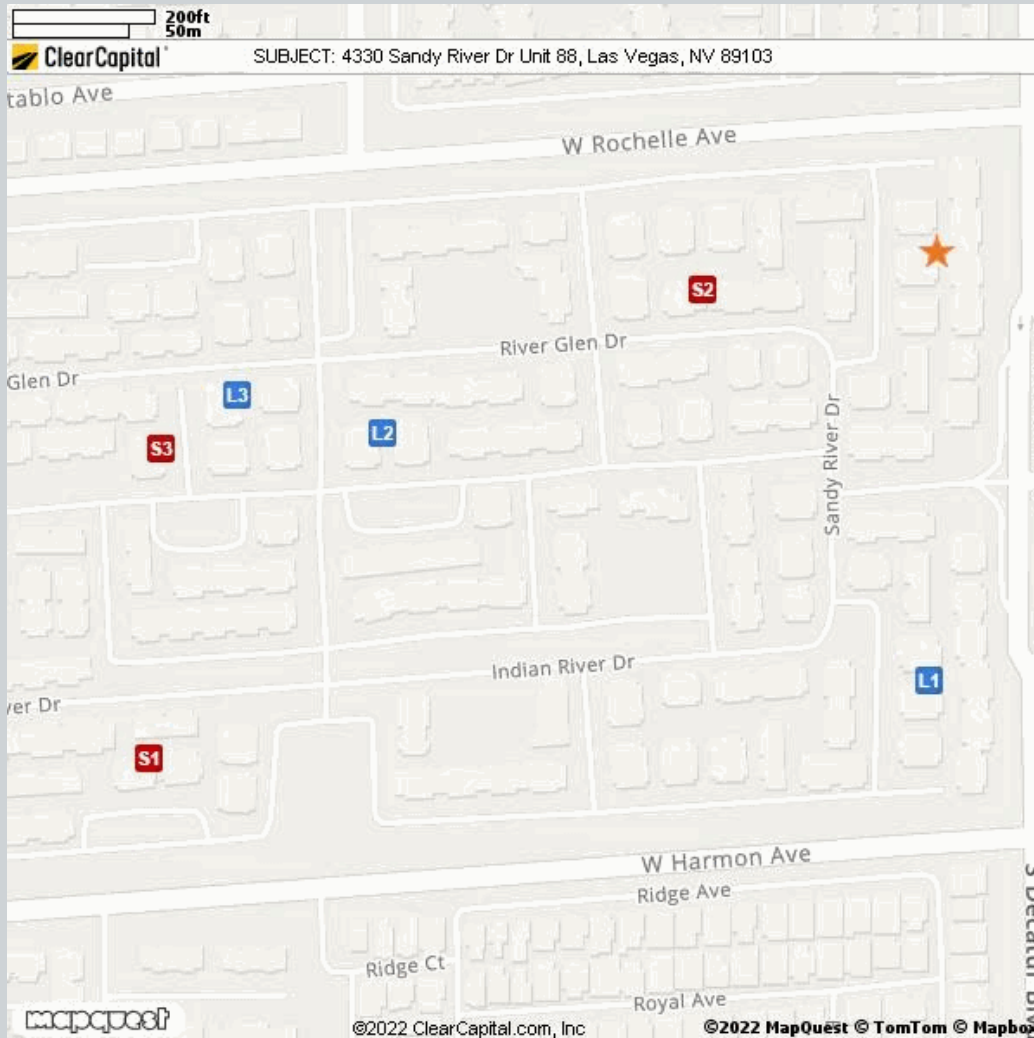 200ft
50m
ClearCapital
SUBJECT: 4330 Sandy River Dr Unit 88, Las Vegas, NV 89103
tablo Ave
W Rochelle Ave
S2
River Glen Dr
Glen Dr
L3
L2
S3
Sandy River Dr
Indian River Dr
ver Dr
L1
S1
W Harmon Ave
Ridge Ave
S Decatur Blv
Ridge Ct
Royal Ave
mapquest
©2022 ClearCapital.com, Inc
©2022 MapQuest © TomTom © Mapbox